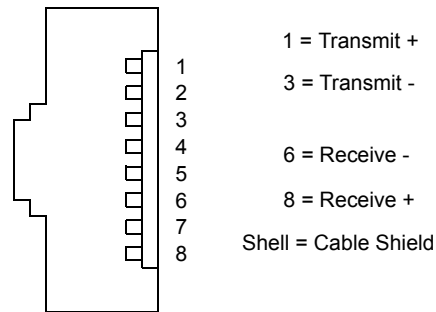 1
2
3
4
5
6
7
8
1 = Transmit +
3 = Transmit -
6 = Receive -
8 = Receive +
Shell = Cable Shield